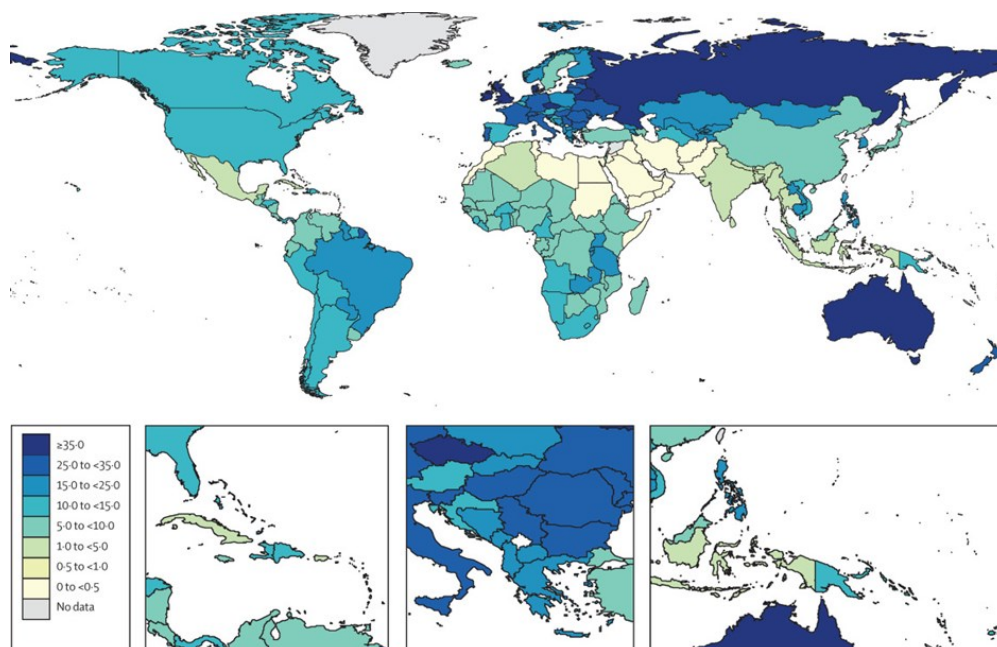 ≥35·0
25·0 to <35·0
15·0 to <25·0
10·0 to <15·0
5·0 to <10·0
1·0 to <5·0
0·5 to <1·0
0 to <0·5
No data